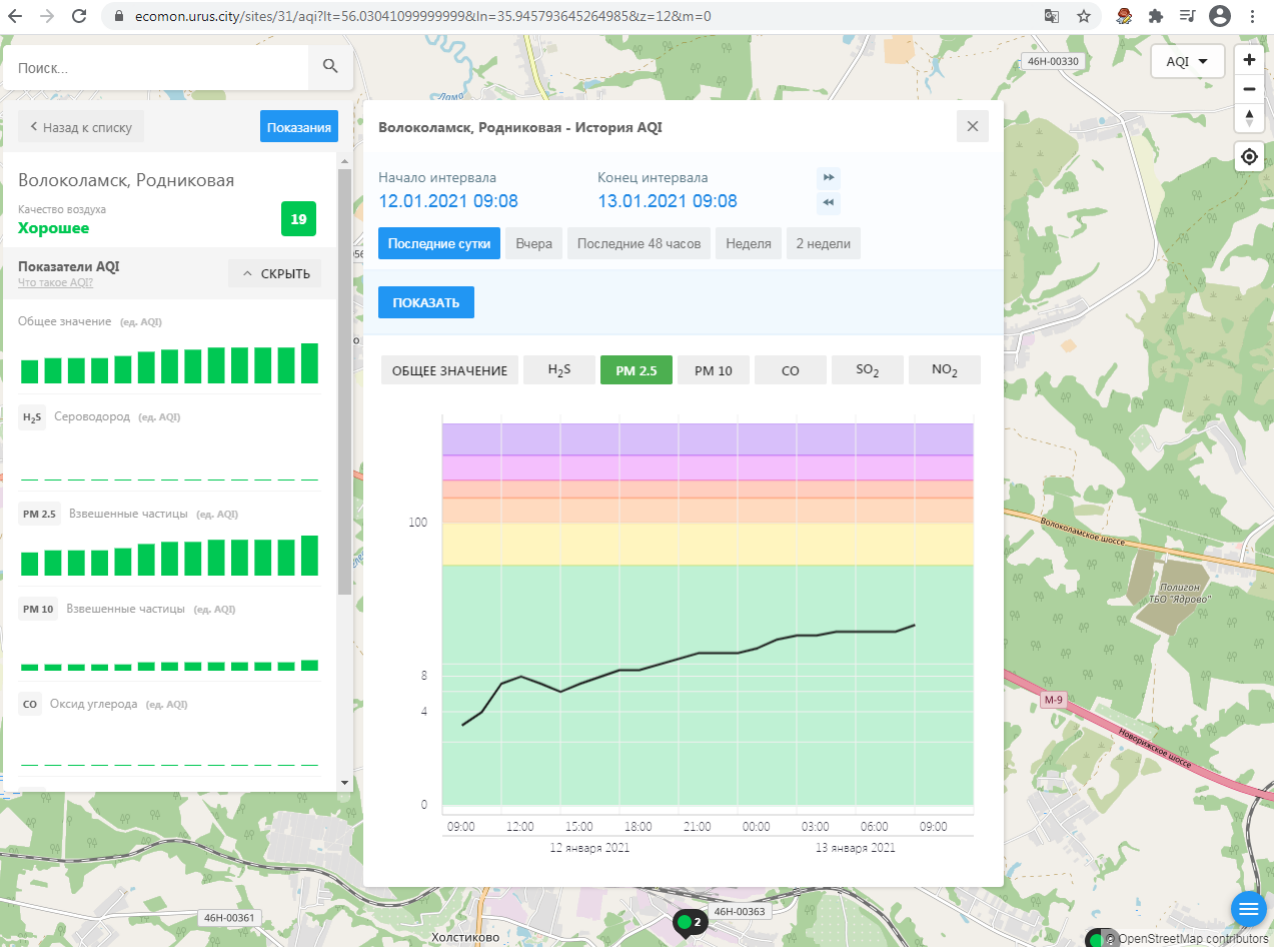 ecomon.urus.city/sites/31/aqi?lt=56.03041099999999&ln=35.945793645264985&z=12&m=0
Поиск...
46Н-00330
AQI
Назад к списку
Показания
Волоколамск, Родниковая
Качество воздуха
Хорошее
19
Показатели AQI
Что такое AQI?
СКРЫТЬ
Общее значение (ед. AQI)
H2S Сероводород (ед. AQI)
PM 2.5 Взвешенные частицы (ед. AQI)
PM 10 Взвешенные частицы (ед. AQI)
CO Оксид углерода (ед. AQI)
Волоколамск, Родниковая - История AQI
Начало интервала
Конец интервала
12.01.2021 09:08
13.01.2021 09:08
Последние сутки
Вчера
Последние 48 часов
Неделя
2 недели
ПОКАЗАТЬ
ОБЩЕЕ ЗНАЧЕНИЕ
H2S
PM 2.5
PM 10
CO
SO2
NO2
100
8
4
0
09:00 12:00 15:00 18:00 21:00 00:00 03:00 06:00 09:00
12 января 2021
13 января 2021
Волоколамское шоссе
Полигон
ТБО "Ядрово"
М-9
Новорижское шоссе
46Н-00361
46Н-00363
2
Холстиково
© OpenStreetMap contributors